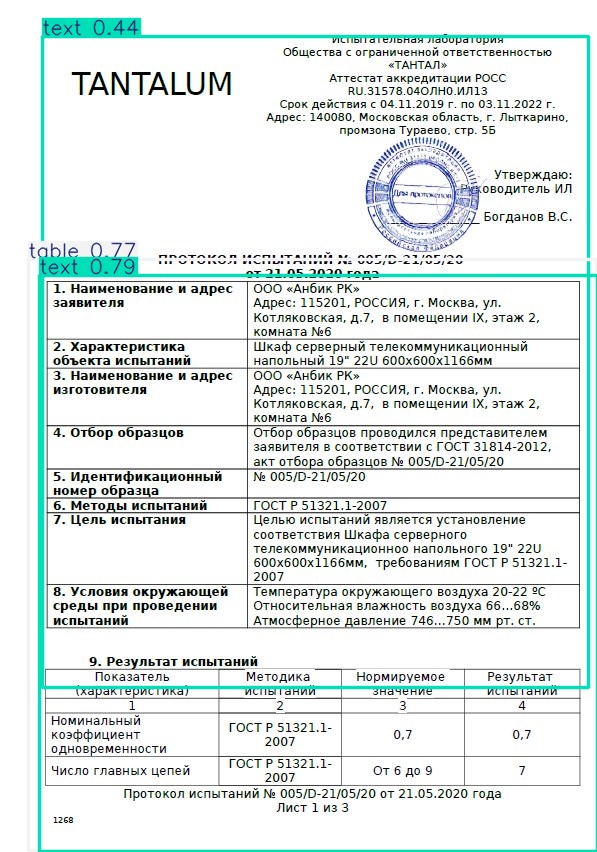 text 0.44
Испытательная лаборатория
Общества с ограниченной ответственностью
«ТАНТАЛ»
TANTALUM
Аттестат аккредитации РОСС
RU.31578.04ОЛН0.ИЛ13
Срок действия с 04.11.2019 г. по 03.11.2022 г.
Адрес: 140080, Московская область, г. Лыткарино,
промзона Тураево, стр. 5Б
Утверждаю:
Руководитель ИЛ
Для протоколов
Богданов В.С.
table 0.77
text 0.79
ПРОТОКОЛ ИСПЫТАНИЙ № 005/D-21/05/20
от 21.05.2020 года
1. Наименование и адрес
заявителя
ООО «Анбик РК»
Адрес: 115201, РОССИЯ, г. Москва, ул.
Котляковская, д.7, в помещении IX, этаж 2,
комната №6
2. Характеристика
объекта испытаний
Шкаф серверный телекоммуникационный
напольный 19" 22U 600х600х1166мм
3. Наименование и адрес
изготовителя
ООО «Анбик РК»
Адрес: 115201, РОССИЯ, г. Москва, ул.
Котляковская, д.7, в помещении IX, этаж 2,
комната №6
4. Отбор образцов
Отбор образцов проводился представителем
заявителя в соответствии с ГОСТ 31814-2012,
акт отбора образцов № 005/D-21/05/20
5. Идентификационный
номер образца
№ 005/D-21/05/20
6. Методы испытаний
ГОСТ Р 51321.1-2007
7. Цель испытания
Целью испытаний является установление
соответствия Шкафа серверного
телекоммуникационноо напольного 19" 22U
600х600х1166мм, требованиям ГОСТ Р 51321.1-
2007
8. Условия окружающей
среды при проведении
испытаний
Температура окружающего воздуха 20-22 ºС
Относительная влажность воздуха 66...68%
Атмосферное давление 746...750 мм рт. ст.
9. Результат испытаний
Показатель
(характеристика)
Методика
испытаний
Нормируемое
значение
Результат
испытаний
1
2
3
4
Номинальный
коэффициент
одновременности
ГОСТ Р 51321.1-
2007
0,7
0,7
Число главных цепей
ГОСТ Р 51321.1-
2007
От 6 до 9
7
Протокол испытаний № 005/D-21/05/20 от 21.05.2020 года
Лист 1 из 3
1268